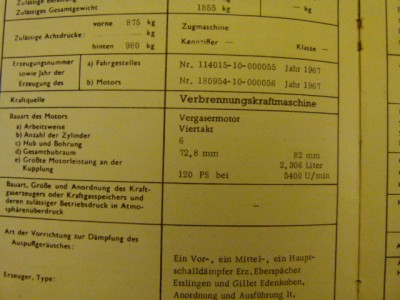 Zulässiges Gesamtgewicht
1855 kg
vorne 875 kg
Zulässige Achsdrücke:
hinten 980 kg
Zugmaschine
Kennziffer —
Klasse —
Erzeugungsnummer sowie Jahr der Erzeugung des
a) Fahrgestelles
Nr. 114015-10-000055 Jahr 1967
b) Motors
Nr. 180954-10-000056 Jahr 1967
Kraftquelle
Verbrennungskraftmaschine
Bauart des Motors
Vergasermotor
a) Arbeitsweise
Viertakt
b) Anzahl der Zylinder
6
c) Hub und Bohrung
72,8 mm 82 mm
d) Gesamthubraum
2,306 Liter
e) Größte Motorleistung an der Kupplung
120 PS bei 5400 U/min
Bauart, Größe und Anordnung des Kraft-
gaserzeugers oder Kraftgasspeichers und
deren zulässiger Betriebsdruck in Atmo-
sphärenüberdruck
—
Art der Vorrichtung zur Dämpfung des
Auspuffgeräusches:
Ein Vor-, ein Mittel-, ein Haupt-
schalldämpfer Erz. Eberspächer
Erzeuger, Type:
Esslingen und Gillet Edenkoben,
Anordnung und Ausführung lt.